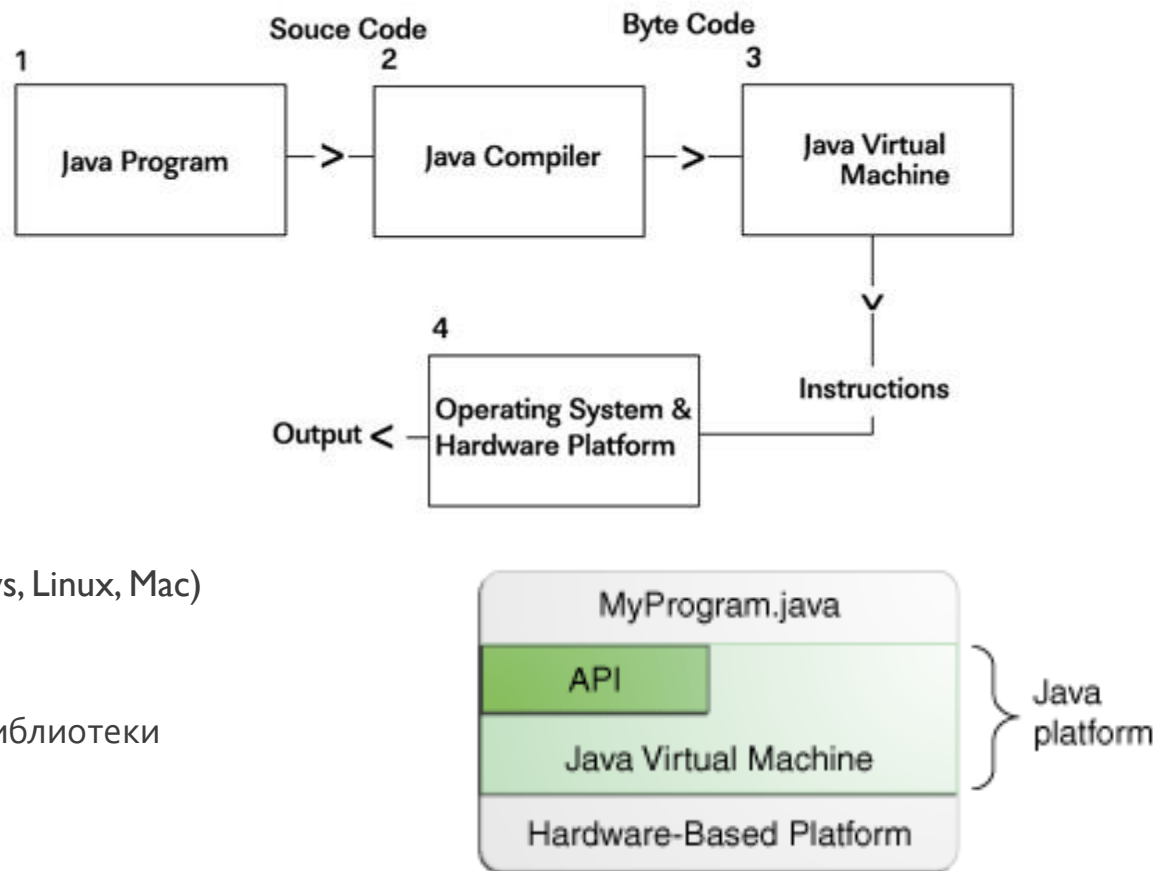 Souce Code
Byte Code
1
2
3
Java Program
Java Compiler
Java Virtual
Machine
4
Operating System &
Hardware Platform
Instructions
Output
Linux, Mac)
MyProgram.java
API
Java Virtual Machine
Hardware-Based Platform
Java
platform